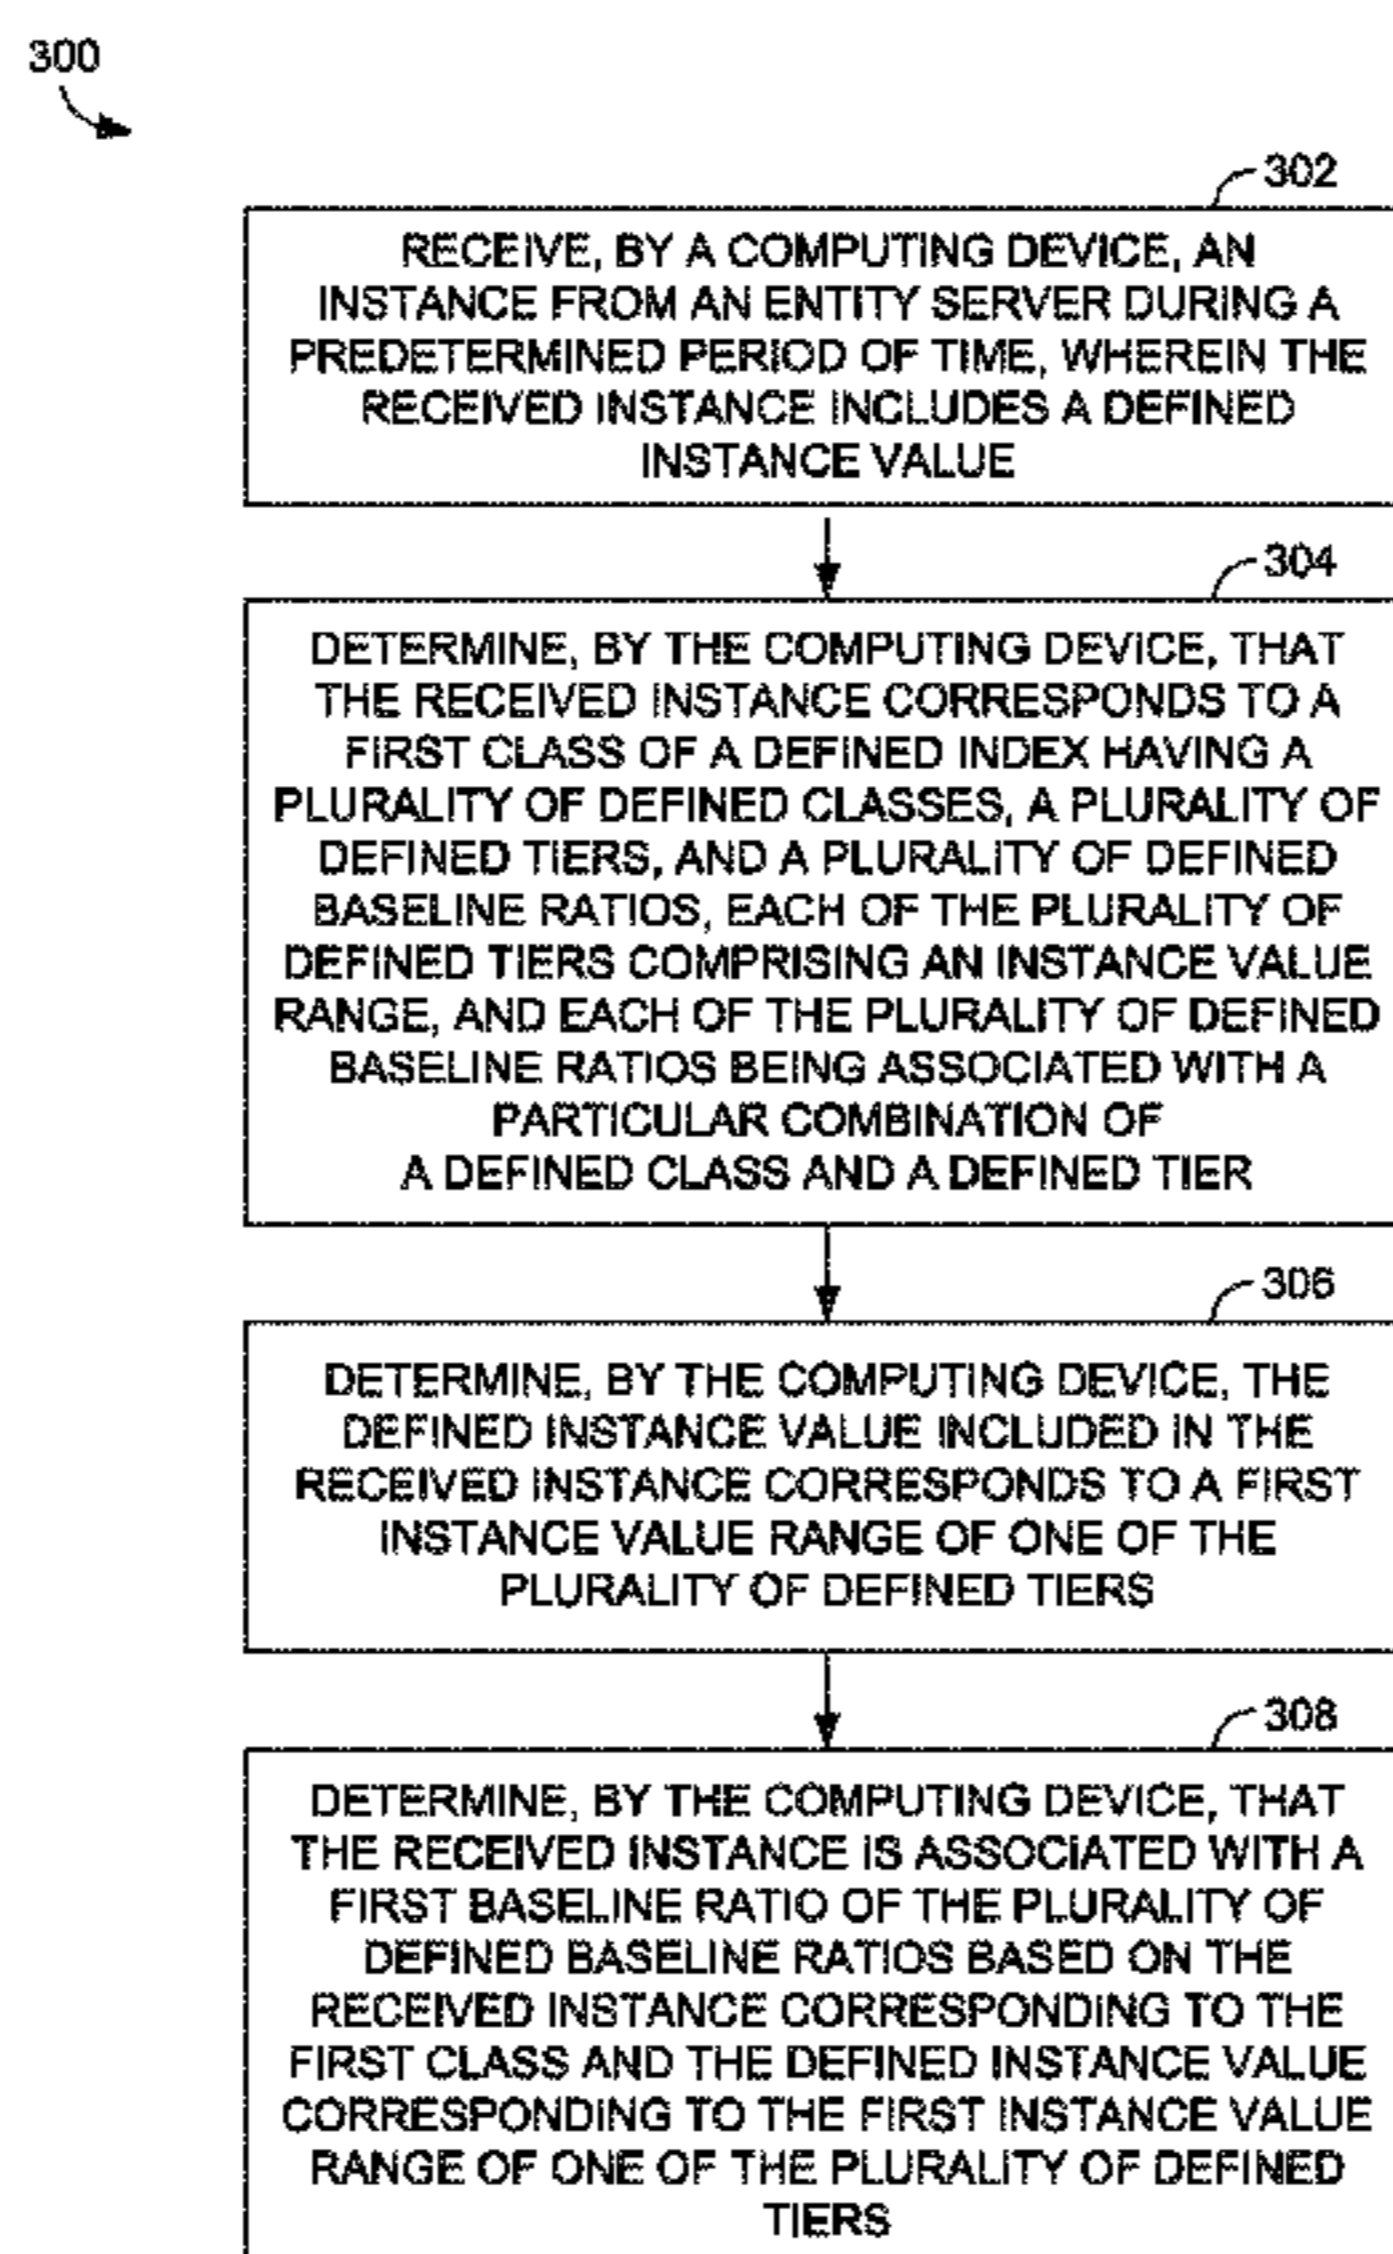 300
302
RECEIVE, BY A COMPUTING DEVICE, AN
INSTANCE FROM AN ENTITY SERVER DURING A
PREDETERMINED PERIOD OF TIME, WHEREIN THE
RECEIVED INSTANCE INCLUDES A DEFINED
INSTANCE VALUE
304
DETERMINE, BY THE COMPUTING DEVICE, THAT
THE RECEIVED INSTANCE CORRESPONDS TO A
FIRST CLASS OF A DEFINED INDEX HAVING A
PLURALITY OF DEFINED CLASSES, A PLURALITY OF
DEFINED TIERS, AND A PLURALITY OF DEFINED
BASELINE RATIOS, EACH OF THE PLURALITY OF
DEFINED TIERS COMPRISING AN INSTANCE VALUE
RANGE, AND EACH OF THE PLURALITY OF DEFINED
BASELINE RATIOS BEING ASSOCIATED WITH A
PARTICULAR COMBINATION OF
A DEFINED CLASS AND A DEFINED TIER
306
DETERMINE, BY THE COMPUTING DEVICE, THE
DEFINED INSTANCE VALUE INCLUDED IN THE
RECEIVED INSTANCE CORRESPONDS TO A FIRST
INSTANCE VALUE RANGE OF ONE OF THE
PLURALITY OF DEFINED TIERS
308
DETERMINE, BY THE COMPUTING DEVICE, THAT
THE RECEIVED INSTANCE IS ASSOCIATED WITH A
FIRST BASELINE RATIO OF THE PLURALITY OF
DEFINED BASELINE RATIOS BASED ON THE
RECEIVED INSTANCE CORRESPONDING TO THE
FIRST CLASS AND THE DEFINED INSTANCE VALUE
CORRESPONDING TO THE FIRST INSTANCE VALUE
RANGE OF ONE OF THE PLURALITY OF DEFINED
TIERS